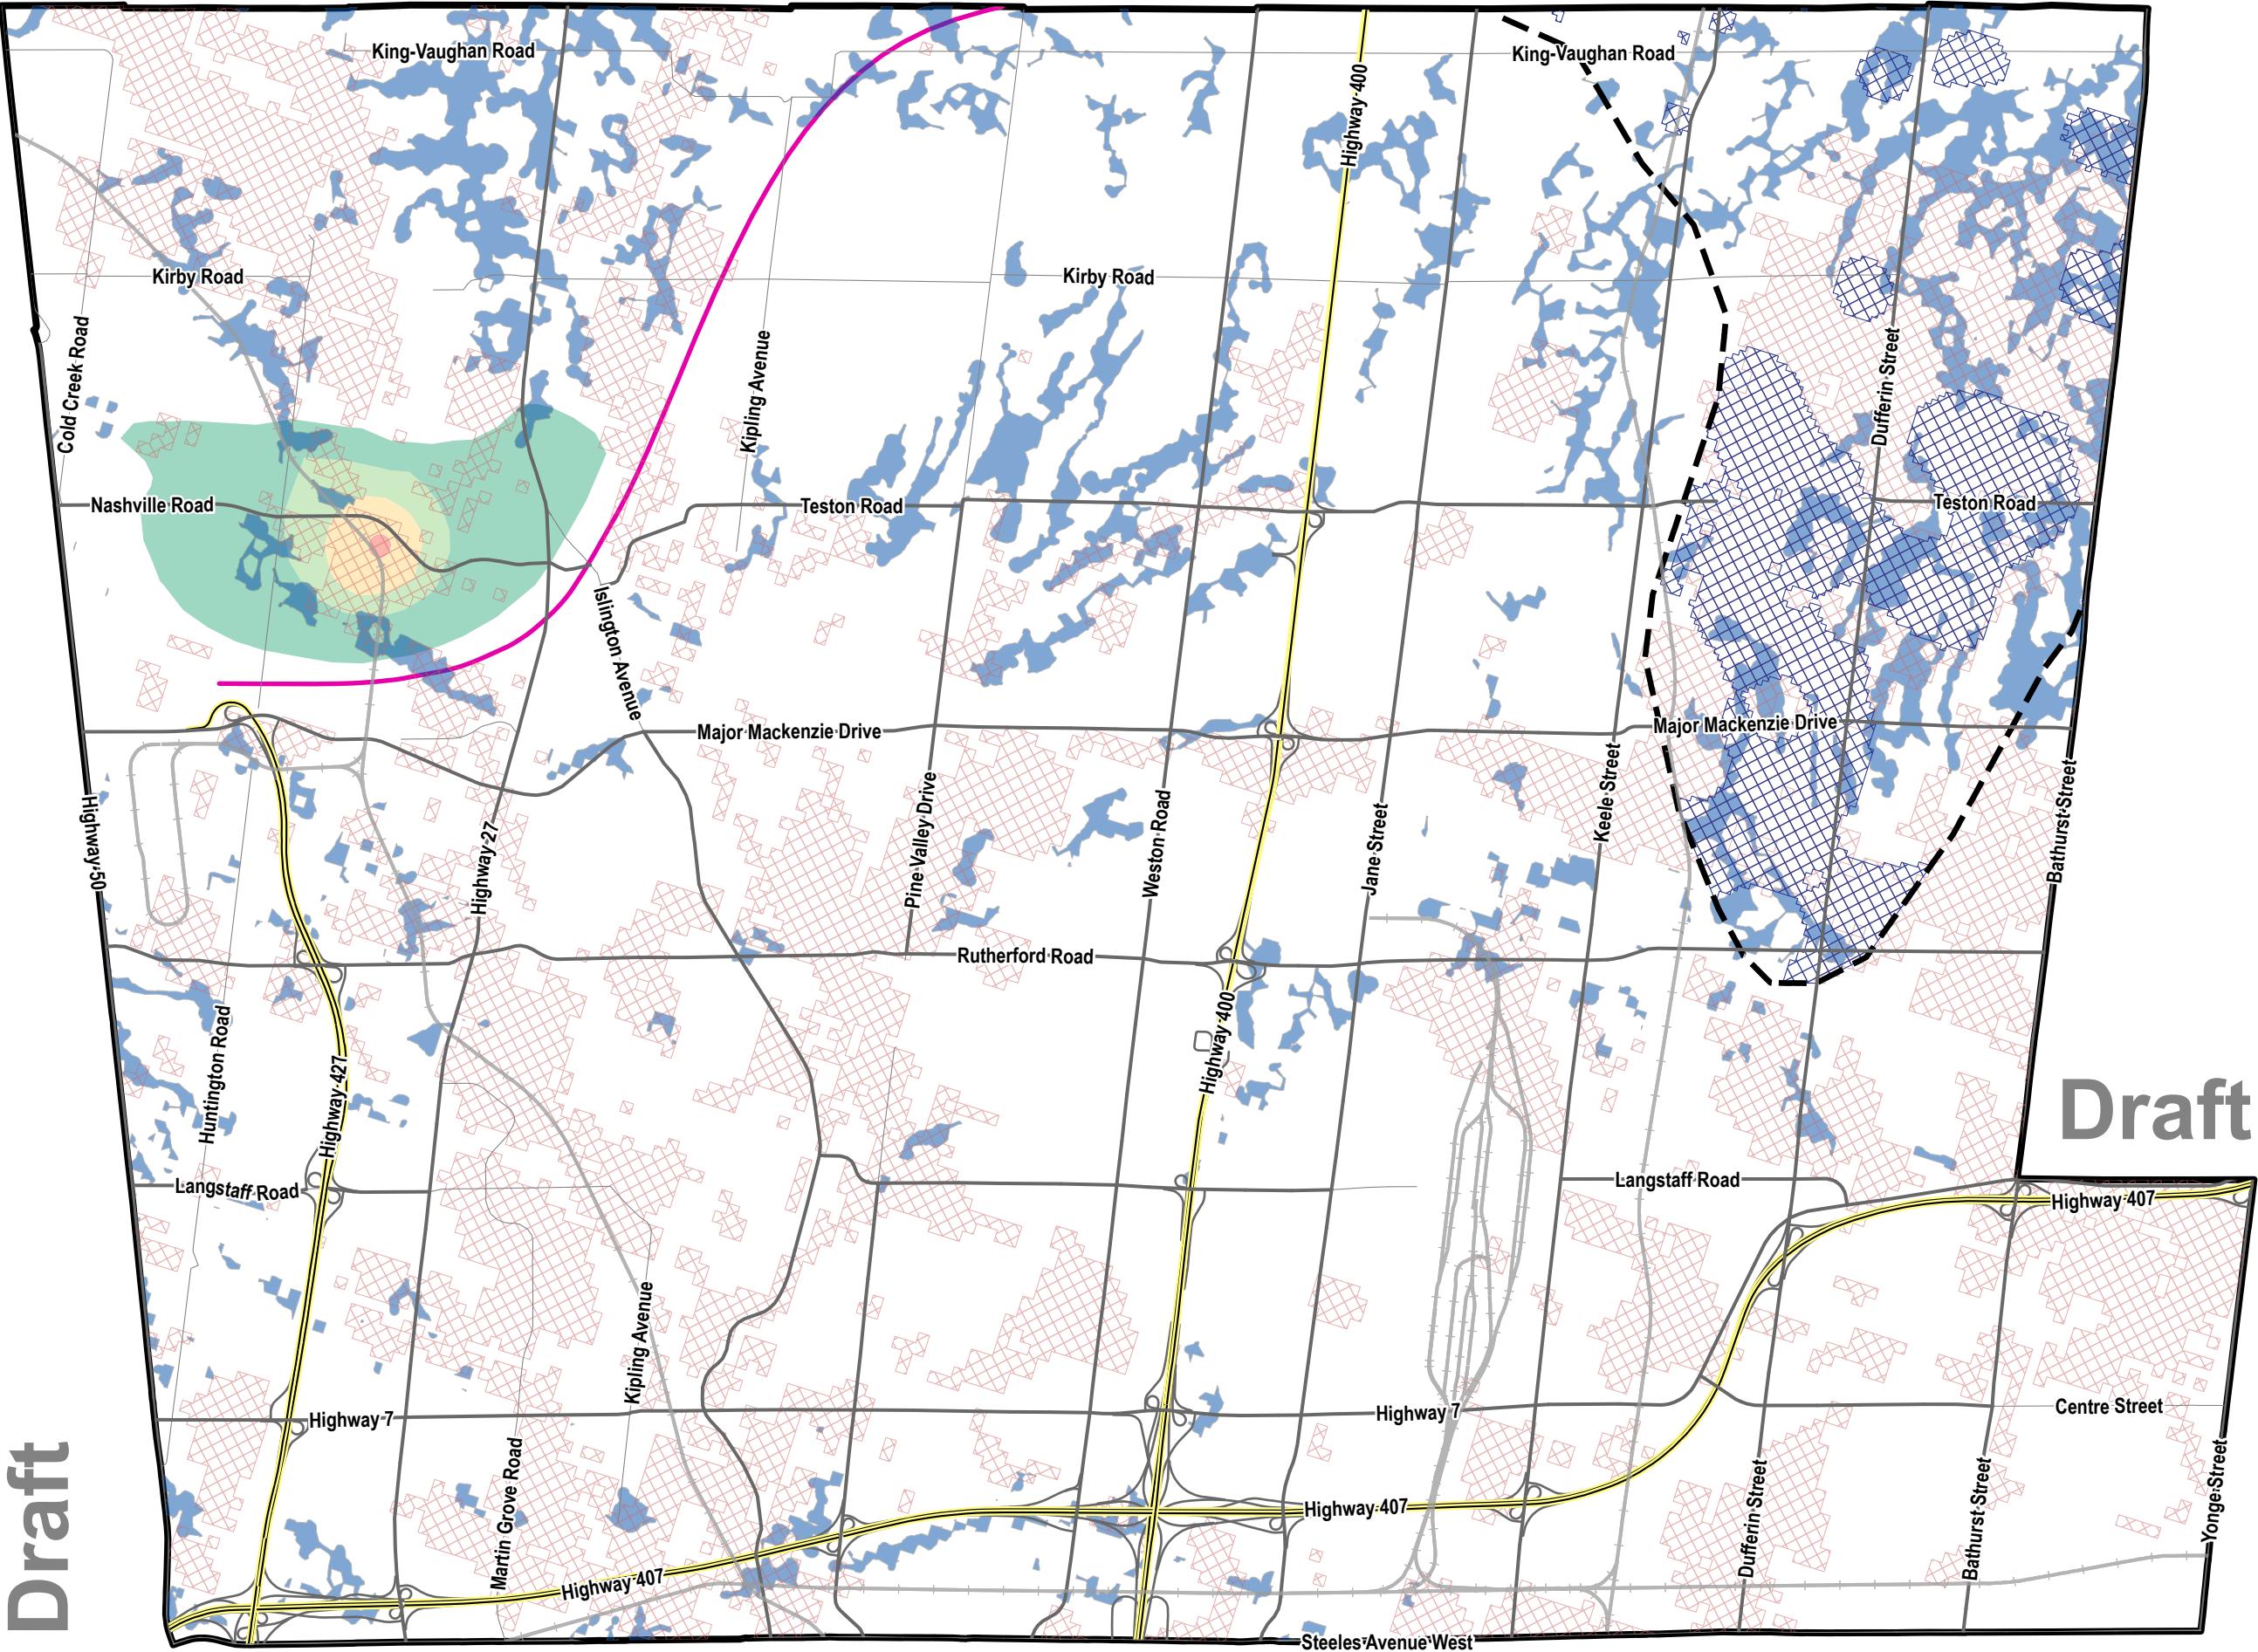 King-Vaughan Road
King-Vaughan Road
Highway 400
Kirby Road
Kirby Road
Cold Creek Road
Kipling Avenue
Dufferin Street
Nashville Road
Teston Road
Teston Road
Islington Avenue
Major Mackenzie Drive
Major Mackenzie Drive
Highway 50
Highway 27
Pine Valley Drive
Weston Road
Jane Street
Keele Street
Bathurst Street
Rutherford Road
Huntington Road
Highway 427
Highway 400
Draft
Langstaff Road
Langstaff Road
Highway 407
Kipling Avenue
Highway 7
Highway 7
Centre Street
Draft
Martin Grove Road
Highway 407
Highway 407
Dufferin Street
Bathurst Street
Yonge Street
Steeles Avenue West